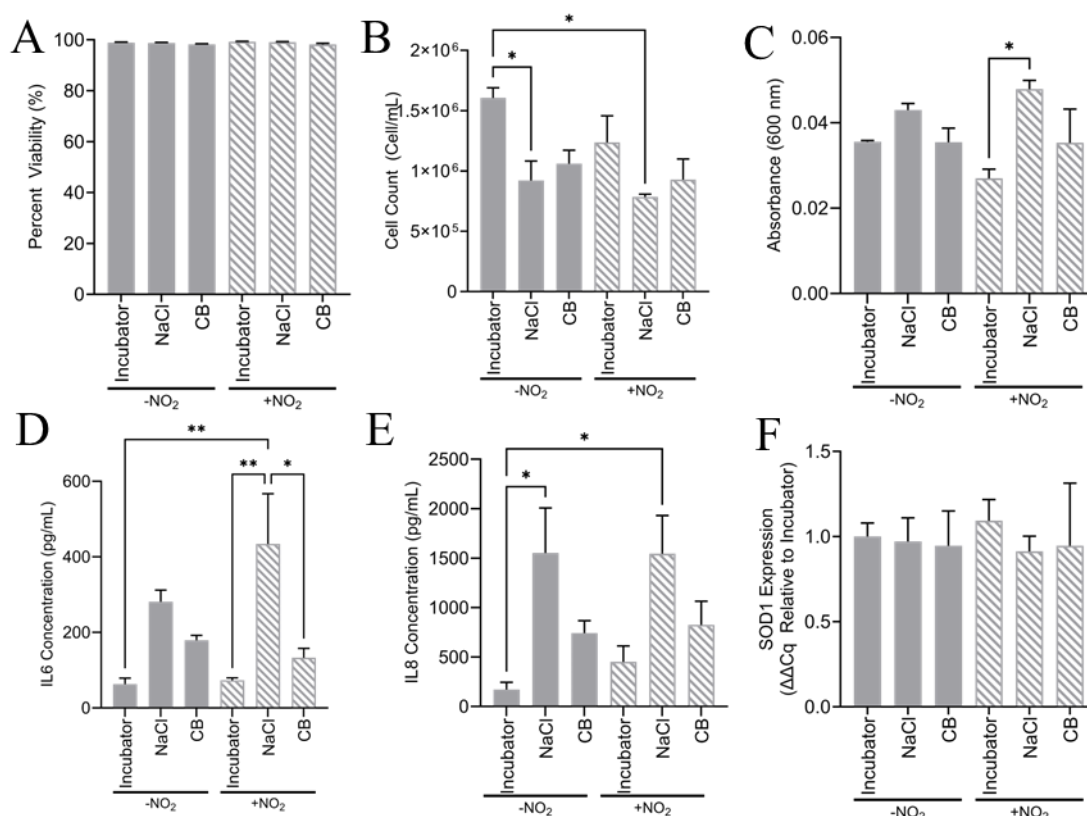 A
Percent Viability (%)
100
80
60
40
20
0
Incubator
NaCl
CB
Incubator
NaCl
CB
-NO₂
+NO₂
B
Cell Count (Cell/mL)
2×10⁶
1.5×10⁶
1×10⁶
5×10⁵
0
*
*
Incubator
NaCl
CB
Incubator
NaCl
CB
-NO₂
+NO₂
C
Absorbance (600 nm)
0.06
0.04
0.02
0.00
*
Incubator
NaCl
CB
Incubator
NaCl
CB
-NO₂
+NO₂
D
IL6 Concentration (pg/mL)
600
400
200
0
**
**
*
Incubator
NaCl
CB
Incubator
NaCl
CB
-NO₂
+NO₂
E
IL8 Concentration (pg/mL)
2500
2000
1500
1000
500
0
*
*
Incubator
NaCl
CB
Incubator
NaCl
CB
-NO₂
+NO₂
F
SOD1 Expression
(ΔΔCq Relative to Incubator)
1.5
1.0
0.5
0.0
Incubator
NaCl
CB
Incubator
NaCl
CB
-NO₂
+NO₂